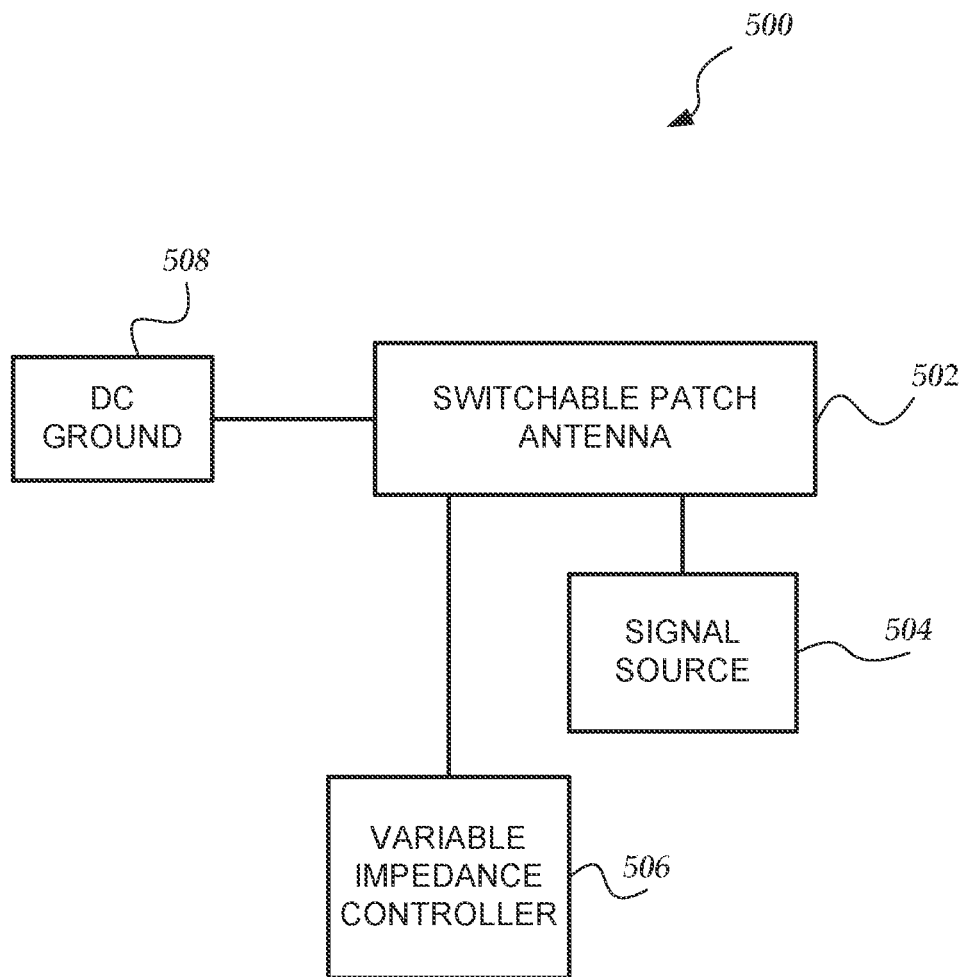 500
508
DC
GROUND
SWITCHABLE PATCH
ANTENNA
502
SIGNAL
SOURCE
504
VARIABLE
IMPEDANCE
CONTROLLER
506